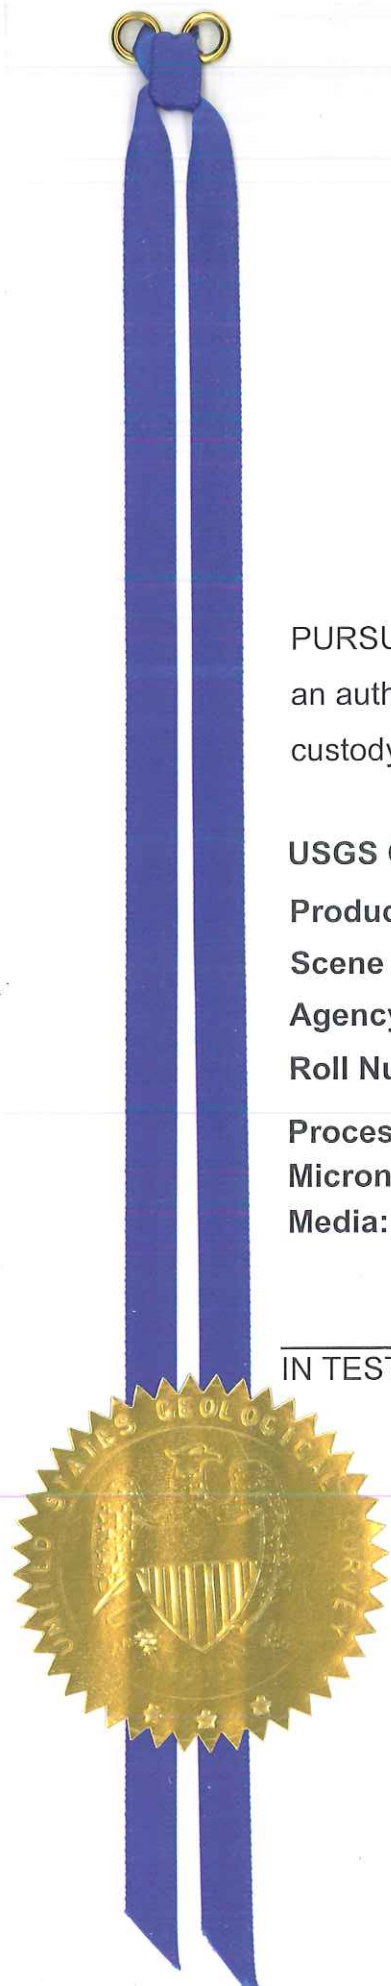 PURSU
an auth
custody
USGS
Produc
Scene
Agency
Roll Nu
Proces
Micron
Media:
IN TEST
UNITED STATES GEOLOGICAL SURVEY